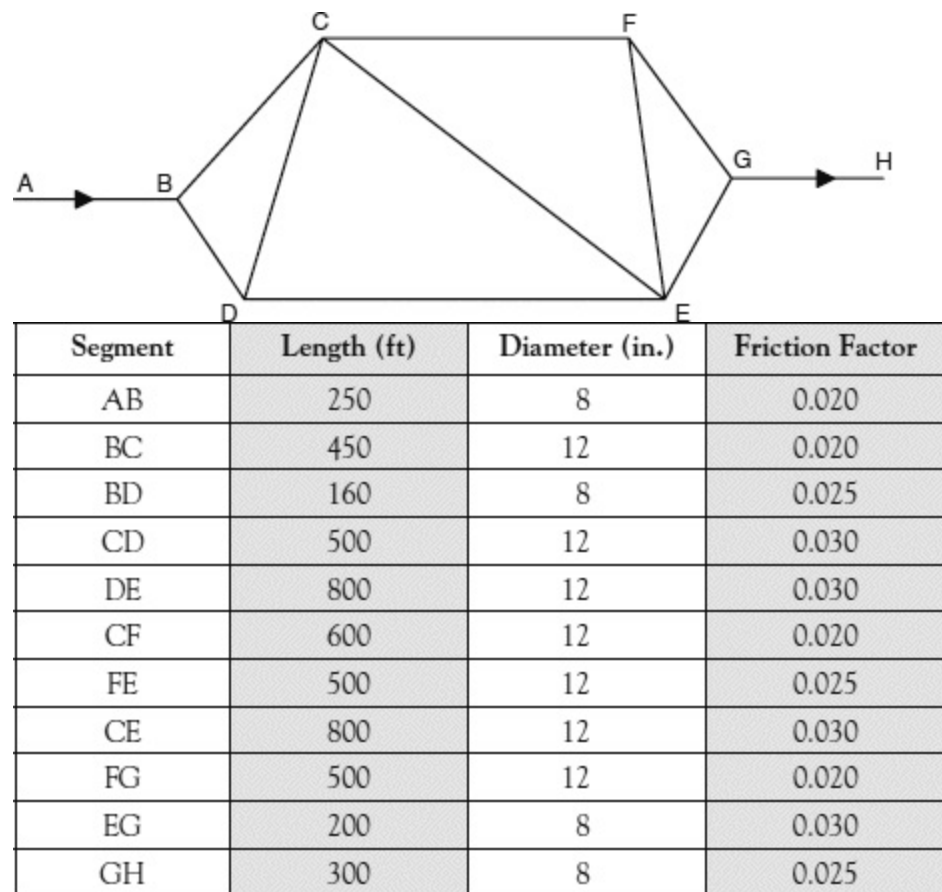 C F
A B G H
D E
Segment Length (ft) Diameter (in.) Friction Factor
AB 250 8 0.020
BC 450 12 0.020
BD 160 8 0.025
CD 500 12 0.030
DE 800 12 0.030
CF 600 12 0.020
FE 500 12 0.025
CE 800 12 0.030
FG 500 12 0.020
EG 200 8 0.030
GH 300 8 0.025